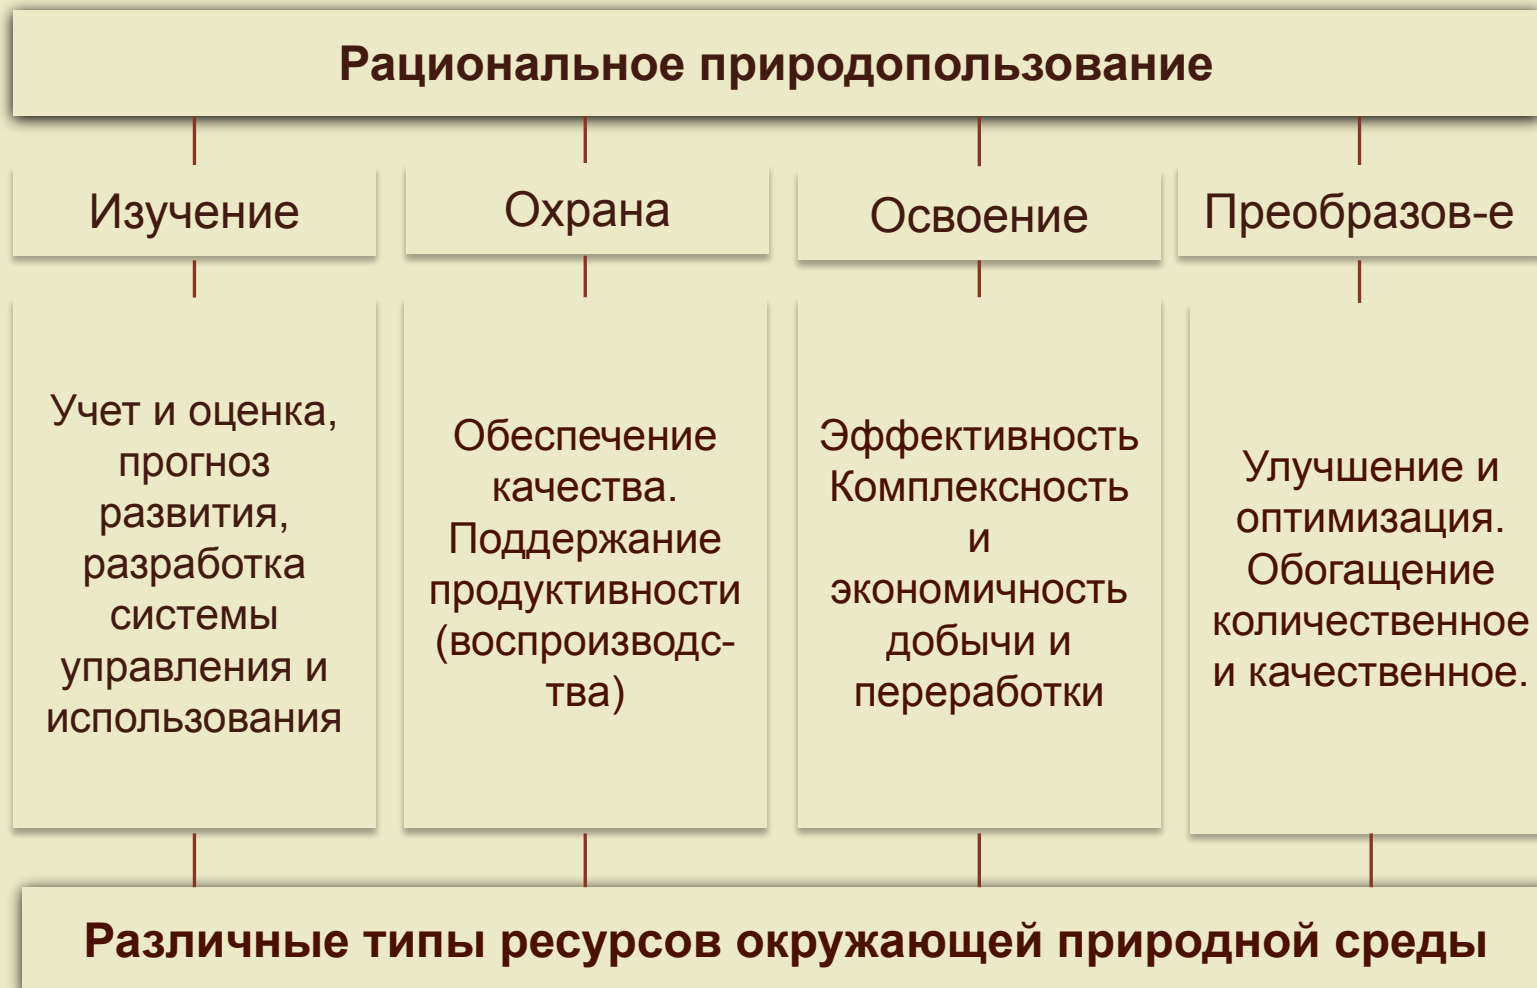 Рациональное природопользование
Изучение
Охрана
Освоение
Преобразов-е
Учет и оценка,
прогноз
развития,
разработка
системы
управления и
использования
Обеспечение
качества.
Поддержание
продуктивности
(воспроизводс-
тва)
Эффективность
Комплексность
и
экономичность
добычи и
переработки
Улучшение и
оптимизация.
Обогащение
количественное
и качественное.
Различные типы ресурсов окружающей природной среды